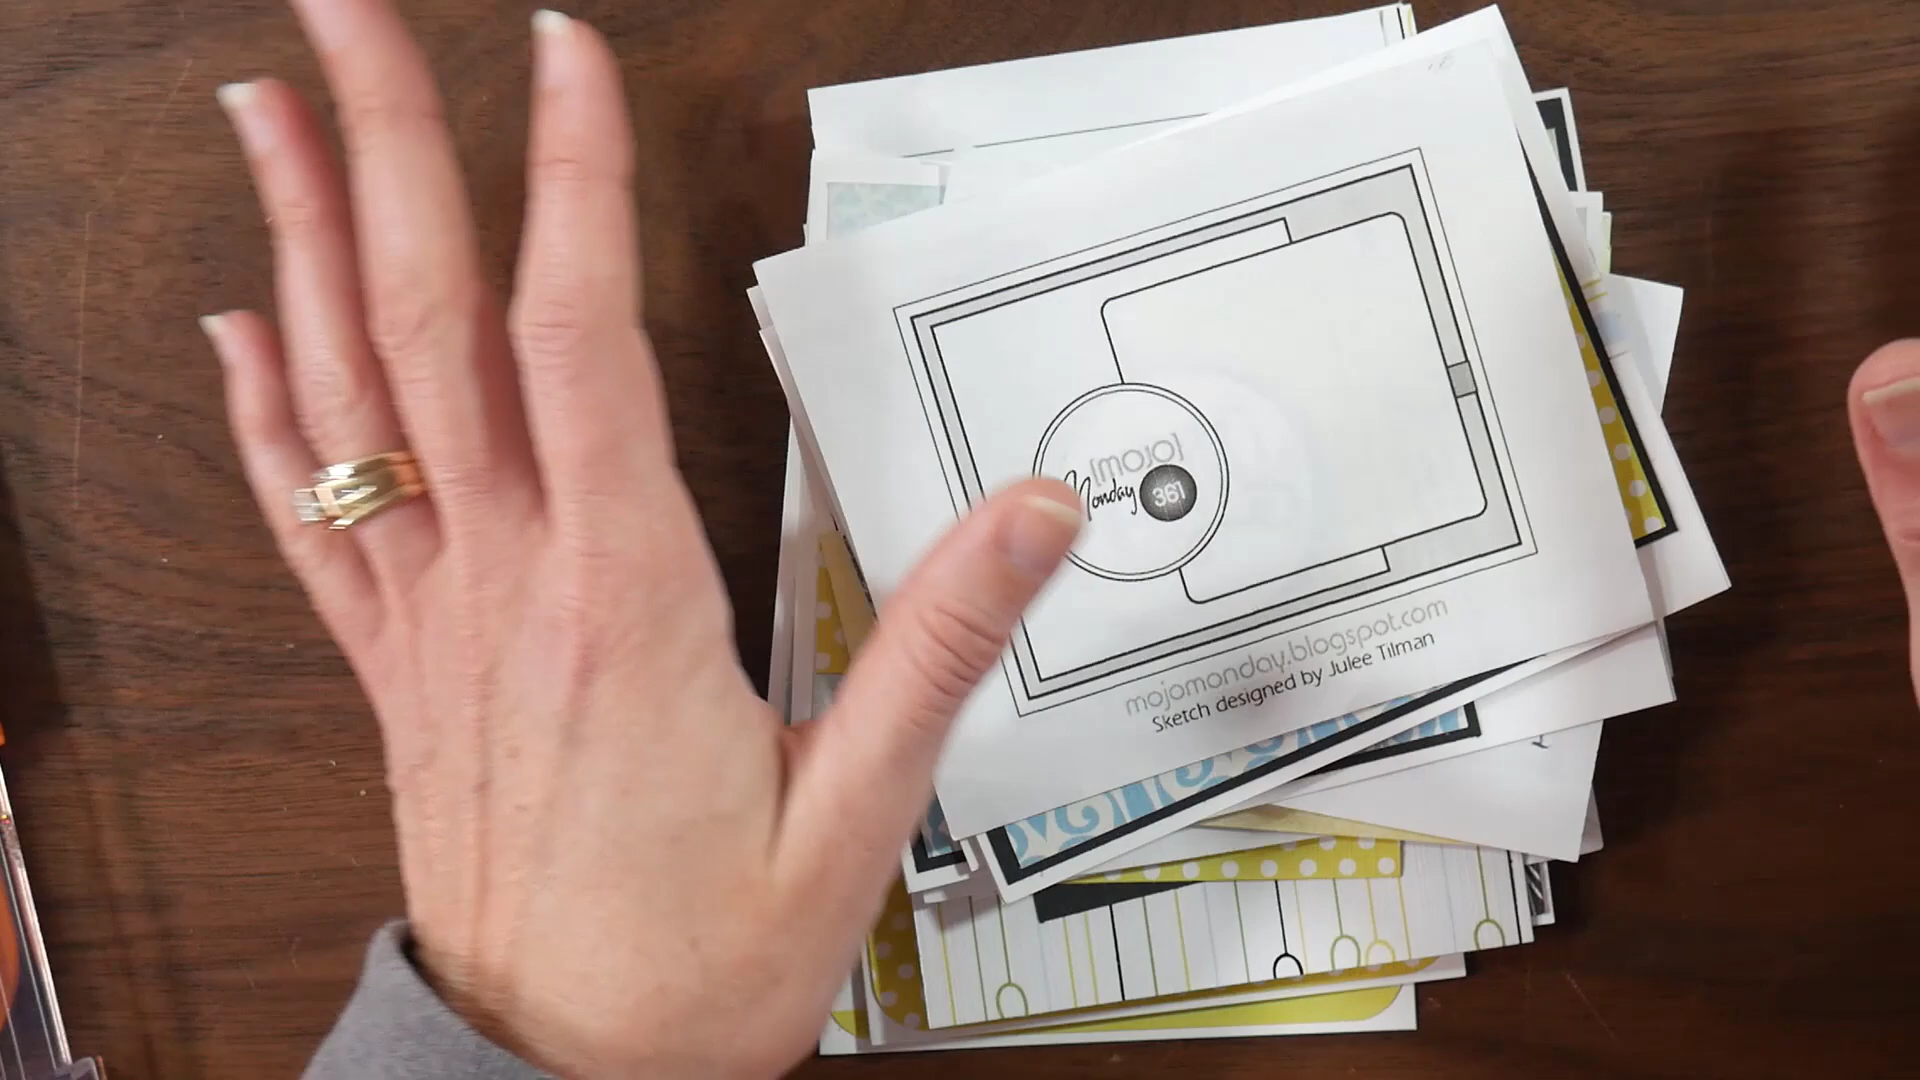 [mojo]
Monday 361
mojomonday.blogspot.com
Sketch designed by Julee Tilman